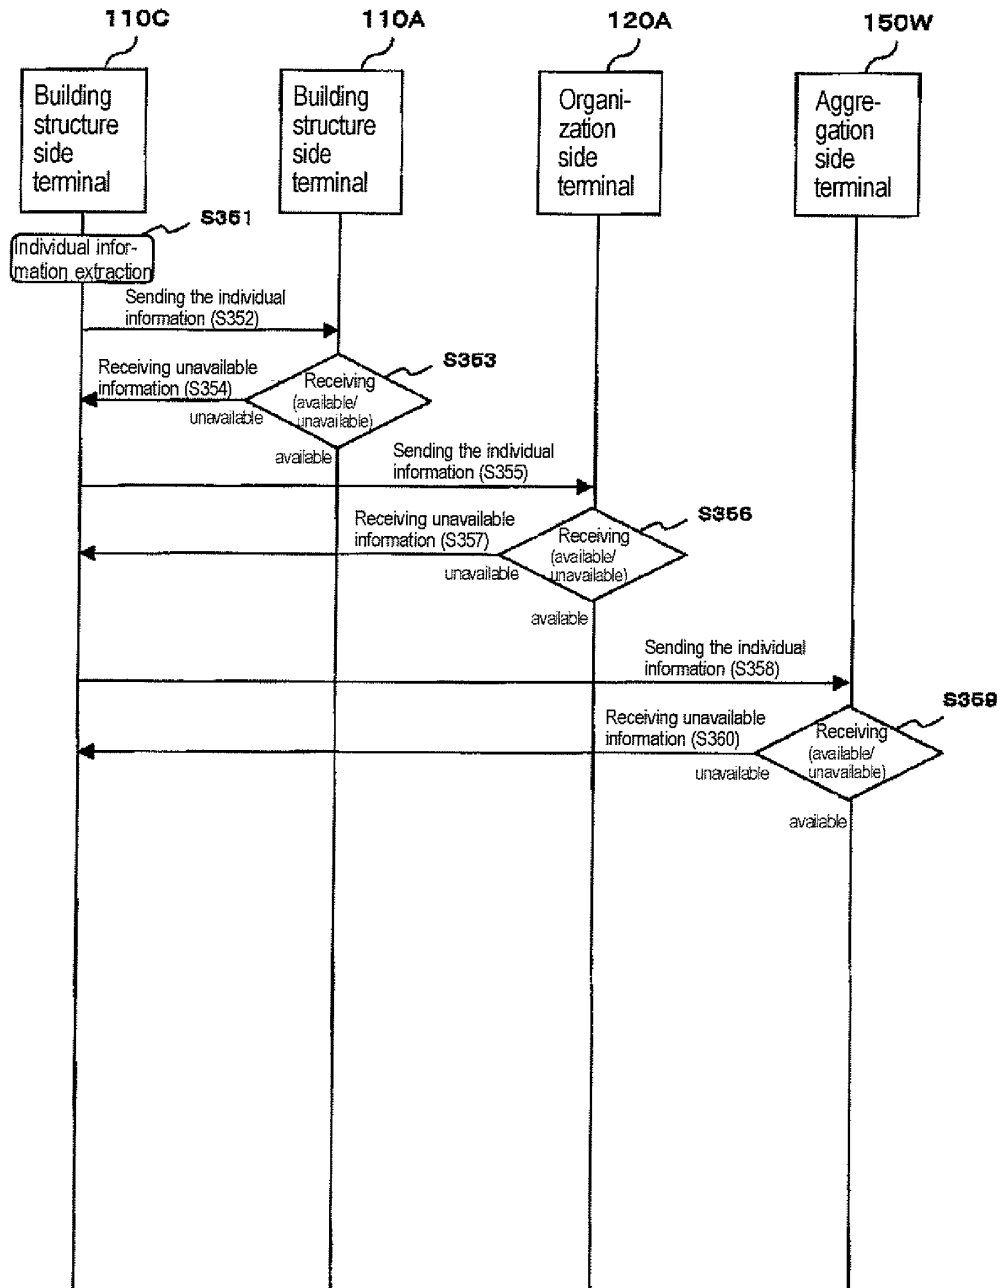 110C
110A
120A
150W
Building
structure
side
terminal
Building
structure
side
terminal
Organi-
zation
side
terminal
Aggre-
gation
side
terminal
S351
Individual infor-
mation extraction
Sending the individual
information (S352)
S353
Receiving unavailable
information (S354)
Receiving
(available/
unavailable)
unavailable
available
Sending the individual
information (S355)
S356
Receiving unavailable
information (S357)
Receiving
(available/
unavailable)
unavailable
available
Sending the individual
information (S358)
S359
Receiving unavailable
information (S360)
Receiving
(available/
unavailable)
unavailable
available